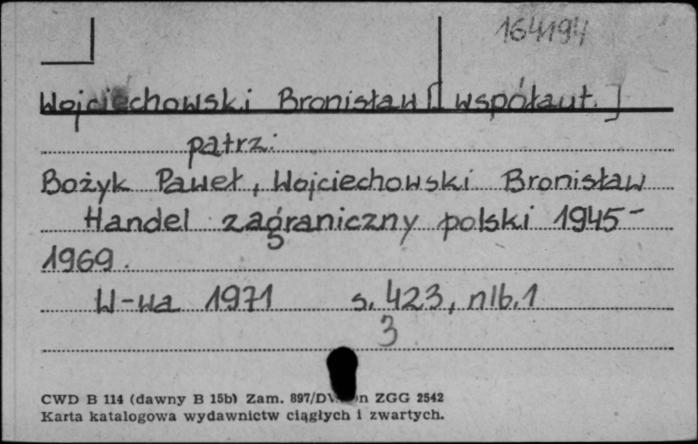 164194
Wojciechowski Bronisław [współaut.]
patrz:
Bożyk Paweł, Wojciechowski Bronisław
Handel zagraniczny polski 1945-
1969.
W-wa 1971 s. 423, nlb. 1
3
CWD B 114 (dawny B 15b) Zam. 897/D ZGG 2542
Karta katalogowa wydawnictw ciągłych i zwartych.